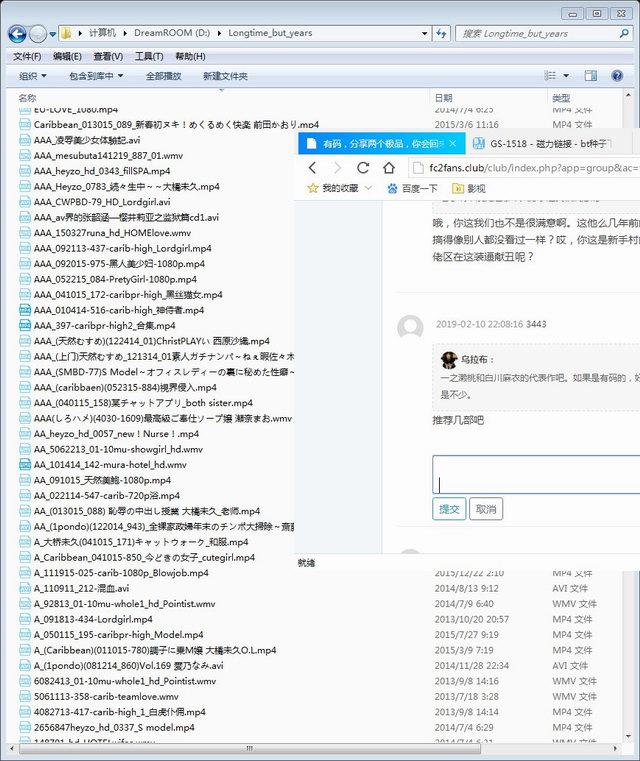 计算机 ▸ DreamROOM (D:) ▸ Longtime_but_years
搜索 Longtime_but_years
文件(F) 编辑(E) 查看(V) 工具(T) 帮助(H)
组织 包含到库中 全部播放 新建文件夹
名称 日期 类型
EU-LOVE_1080.mp4 2014/7/4 6:25 MP4 文件
Caribbean_013015_089_新春初ヌキ！めくるめく快楽 前田かおり.mp4 2015/3/6 11:16 MP4 文件
AAA_凌辱美少女体験記.avi
AAA_mesubuta141219_887_01.wmv
AAA_heyzo_hd_0343_fillSPA.mp4
AAA_Heyzo_0783_続々生中～～大橋未久.mp4
AAA_CWPBD-79_HD_Lordgirl.avi
AAA_av界的张韶涵—樱井莉亚之监狱篇cd1.avi
AAA_150327runa_hd_HOMElove.wmv
AAA_092113-437-carib-high_Lordgirl.mp4
AAA_092015-975-黑人美少妇-1080p.mp4
AAA_052215_084-PretyGirl-1080p.mp4
AAA_041015_172-caribpr-high_黑丝猫女.mp4
AAA_010414-516-carib-high_神侍者.mp4
AAA_397-caribpr-high2_合集.mp4
AAA_(天然むすめ)(122414_01)ChristPLAYい 西原沙織.mp4
AAA_(上门)天然むすめ_121314_01素人ガチナンパ～ねぇ暇佐々木
AAA_(SMBD-77)S Model～オフィスレディーの裏に秘めた性癖～
AAA_(caribbaen)(052315-884)视界侵入.mp4
AAA_(040115_158)某チャットアプリ_both sister.mp4
AAA(しろハメ)(4030-1609)最高級ご奉仕ソープ嬢 瀬奈まお.wmv
AA_heyzo_hd_0057_new！Nurse！.mp4
AA_5062213_01-10mu-showgirl_hd.wmv
AA_101414_142-mura-hotel_hd.wmv
AA_091015_天然美鮑-1080p.mp4
AA_022114-547-carib-720p浴.mp4
AA_(013015_088) 恥辱の中出し授業 大橋未久_老师.mp4
AA_(1pondo)(122014_943)_全裸家政婦年末のチンポ大掃除～斎藤
A_大桥未久(041015_171)キャットウォーク_和服.mp4
A_Caribbean_041015-850_今どきの女子_cutegirl.mp4
A_111915-025-carib-1080p_Blowjob.mp4 2015/12/22 2:10 MP4 文件
A_110911_212-混血.avi 2014/8/13 9:12 AVI 文件
A_92813_01-10mu-whole1_hd_Pointist.wmv 2014/7/9 6:40 WMV 文件
A_091813-434-Lordgirl.mp4 2013/10/20 20:57 MP4 文件
A_050115_195-caribpr-high_Model.mp4 2015/7/27 9:19 MP4 文件
A_(Caribbean)(011015-780)調子に乗M嬢 大橋未久O.L.mp4 2015/3/9 7:19 MP4 文件
A_(1pondo)(081214_860)Vol.169 愛乃なみ.avi 2014/11/28 22:34 AVI 文件
6082413_01-10mu-whole1_hd_Pointist.wmv 2013/9/8 14:16 WMV 文件
5061113-358-carib-teamlove.wmv 2013/7/18 3:28 WMV 文件
4082713-417-carib-high_1_白虎仆佣.mp4 2013/9/8 14:14 MP4 文件
2656847heyzo_hd_0337_S model.mp4 2014/7/4 6:29 MP4 文件
有码，分享两个极品，你会回来
GS-1518 - 磁力链接 - bt种子下
fc2fans.club/club/index.php?app=group&ac=
我的收藏 百度一下 影视
哦，你这我们也不是很满意啊。这他么几年前的
搞得像别人都没看过一样？哎，你这是新手村的
佬区在这装逼献丑呢？
2019-02-10 22:08:16 3443
乌拉布：
一之濑桃和白川麻衣的代表作吧。如果是有码的，好
是不少。
推荐几部吧
提交 取消
就绪